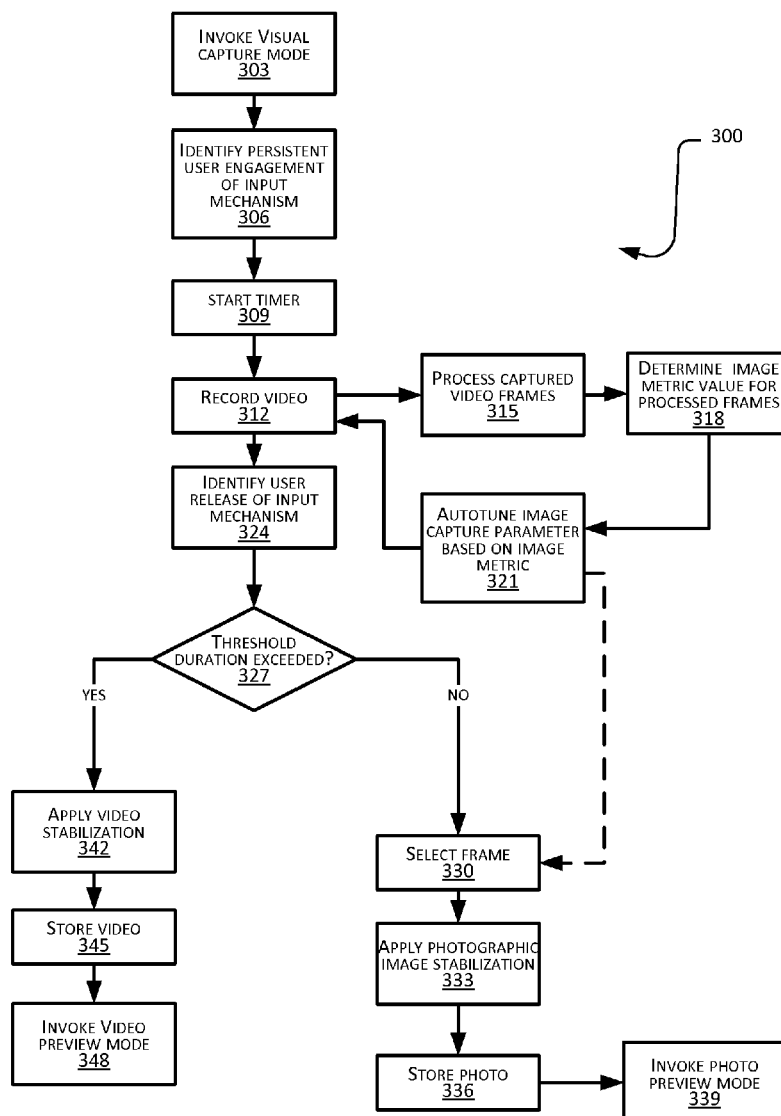 Invoke Visual
capture mode
303
Identify persistent
user engagement
of input
mechanism
306
300
start timer
309
Record video
312
Process captured
video frames
315
Determine image
metric value for
processed frames
318
Identify user
release of input
mechanism
324
Autotune image
capture parameter
based on image
metric
321
Threshold
duration exceeded?
327
YES
NO
Apply video
stabilization
342
Select frame
330
Store video
345
Apply photographic
image stabilization
333
Invoke Video
preview mode
348
Store photo
336
Invoke photo
preview mode
339